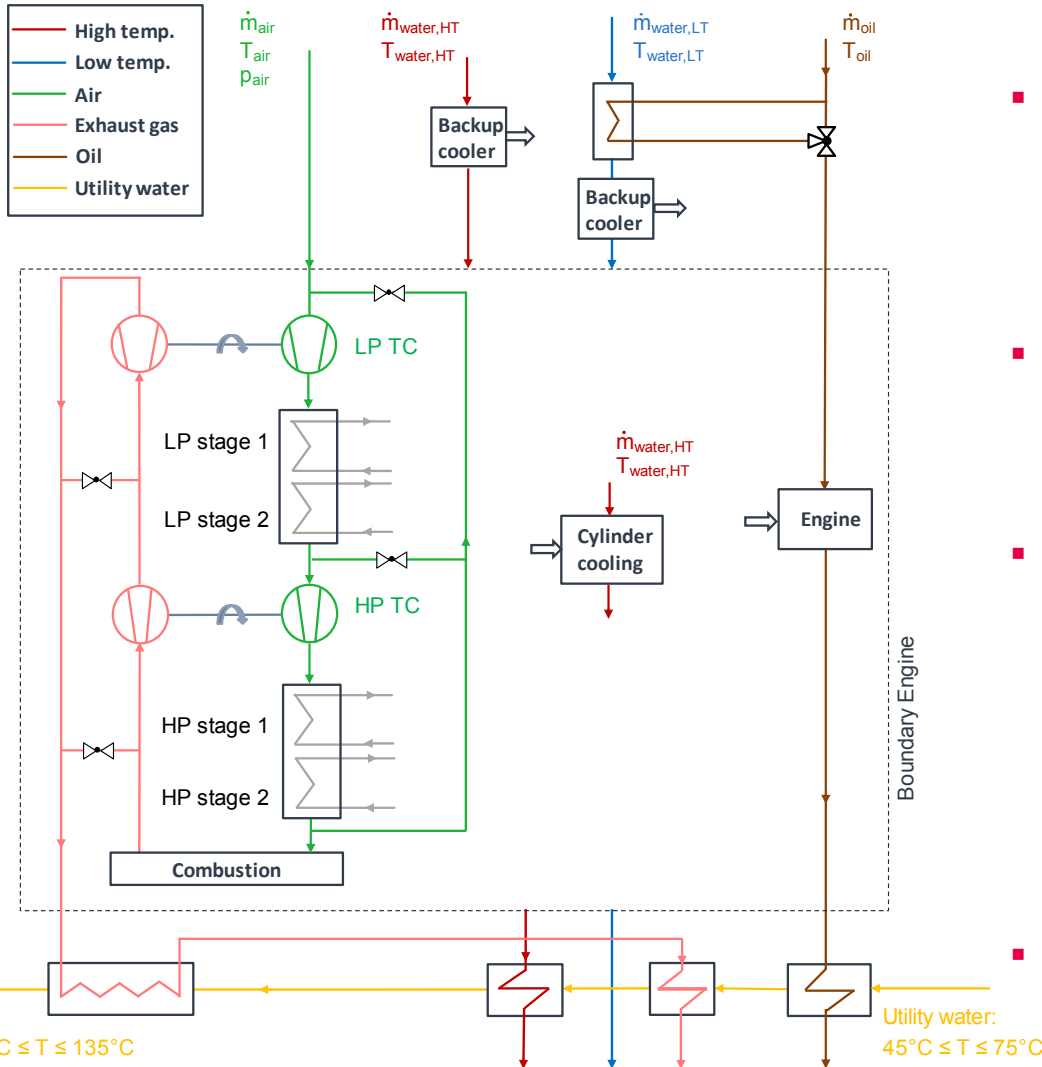 High temp.
Low temp.
Air
Exhaust gas
Oil
Utility water
ṁair
Tair
pair
ṁwater,HT
Twater,HT
ṁwater,LT
Twater,LT
ṁoil
Toil
Backup
cooler
Backup
cooler
LP TC
LP stage 1
LP stage 2
HP TC
HP stage 1
HP stage 2
Combustion
ṁwater,HT
Twater,HT
Cylinder
cooling
Engine
Boundary Engine
Utility water:
45°C ≤ T ≤ 75°C
C ≤ T ≤ 135°C